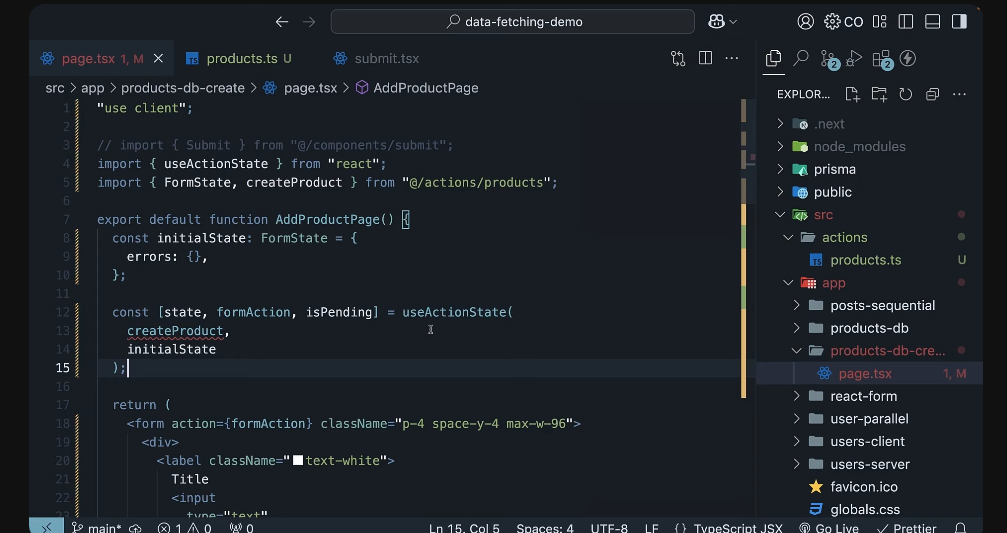 data-fetching-demo
CO
page.tsx 1, M
products.ts U
submit.tsx
src > app > products-db-create > page.tsx > AddProductPage
1 "use client";
2
3 // import { Submit } from "@/components/submit";
4 import { useActionState } from "react";
5 import { FormState, createProduct } from "@/actions/products";
6
7 export default function AddProductPage() {
8 const initialState: FormState = {
9 errors: {},
10 };
11
12 const [state, formAction, isPending] = useActionState(
13 createProduct,
14 initialState
15 );
16
17 return (
18 <form action={formAction} className="p-4 space-y-4 max-w-96">
19 <div>
20 <label className="text-white">
21 Title
22 <input
23 type="text"
EXPLOR...
2
2
.next
node_modules
prisma
public
src
actions
products.ts U
app
posts-sequential
products-db
products-db-cre...
page.tsx 1, M
react-form
user-parallel
users-client
users-server
favicon.ico
globals.css
main* 1 0 0 Ln 15, Col 5 Spaces: 4 UTF-8 LF {} TypeScript JSX Go Live Prettier